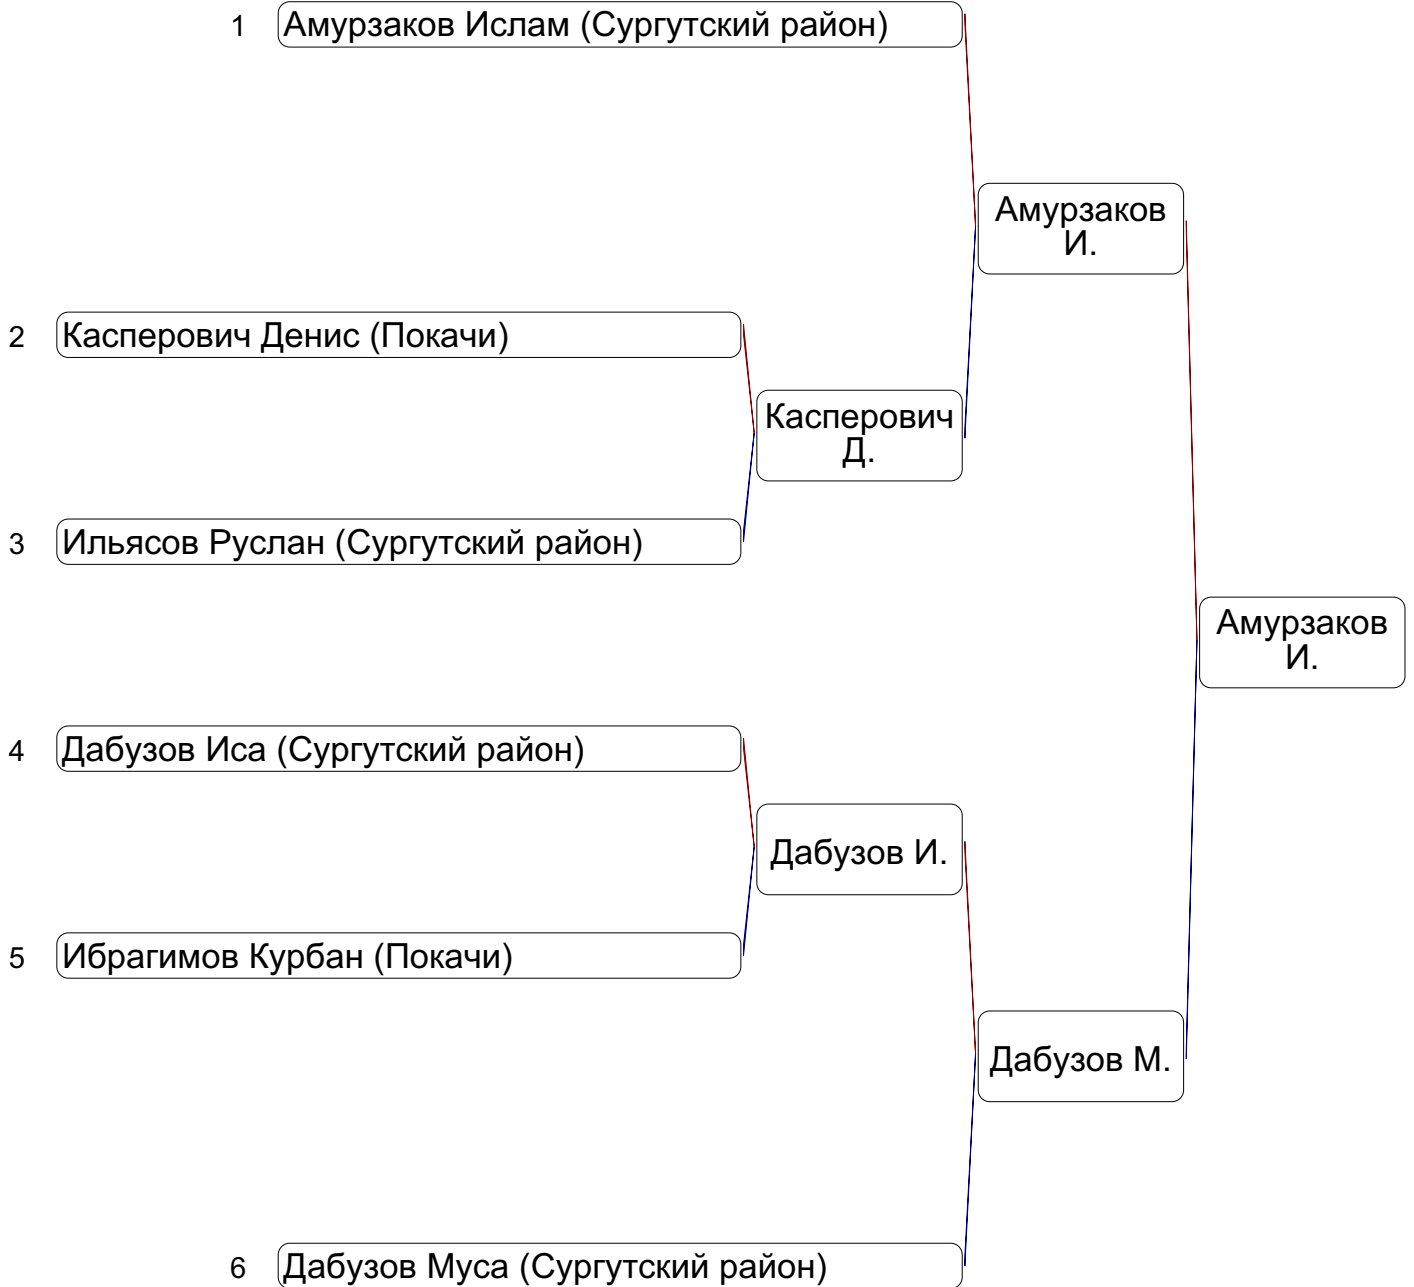 1 Амурзаков Ислам (Сургутский район)
Амурзаков
И.
2 Касперович Денис (Покачи)
Касперович
Д.
3 Ильясов Руслан (Сургутский район)
Амурзаков
И.
4 Дабузов Иса (Сургутский район)
Дабузов И.
5 Ибрагимов Курбан (Покачи)
Дабузов М.
6 Дабузов Муса (Сургутский район)